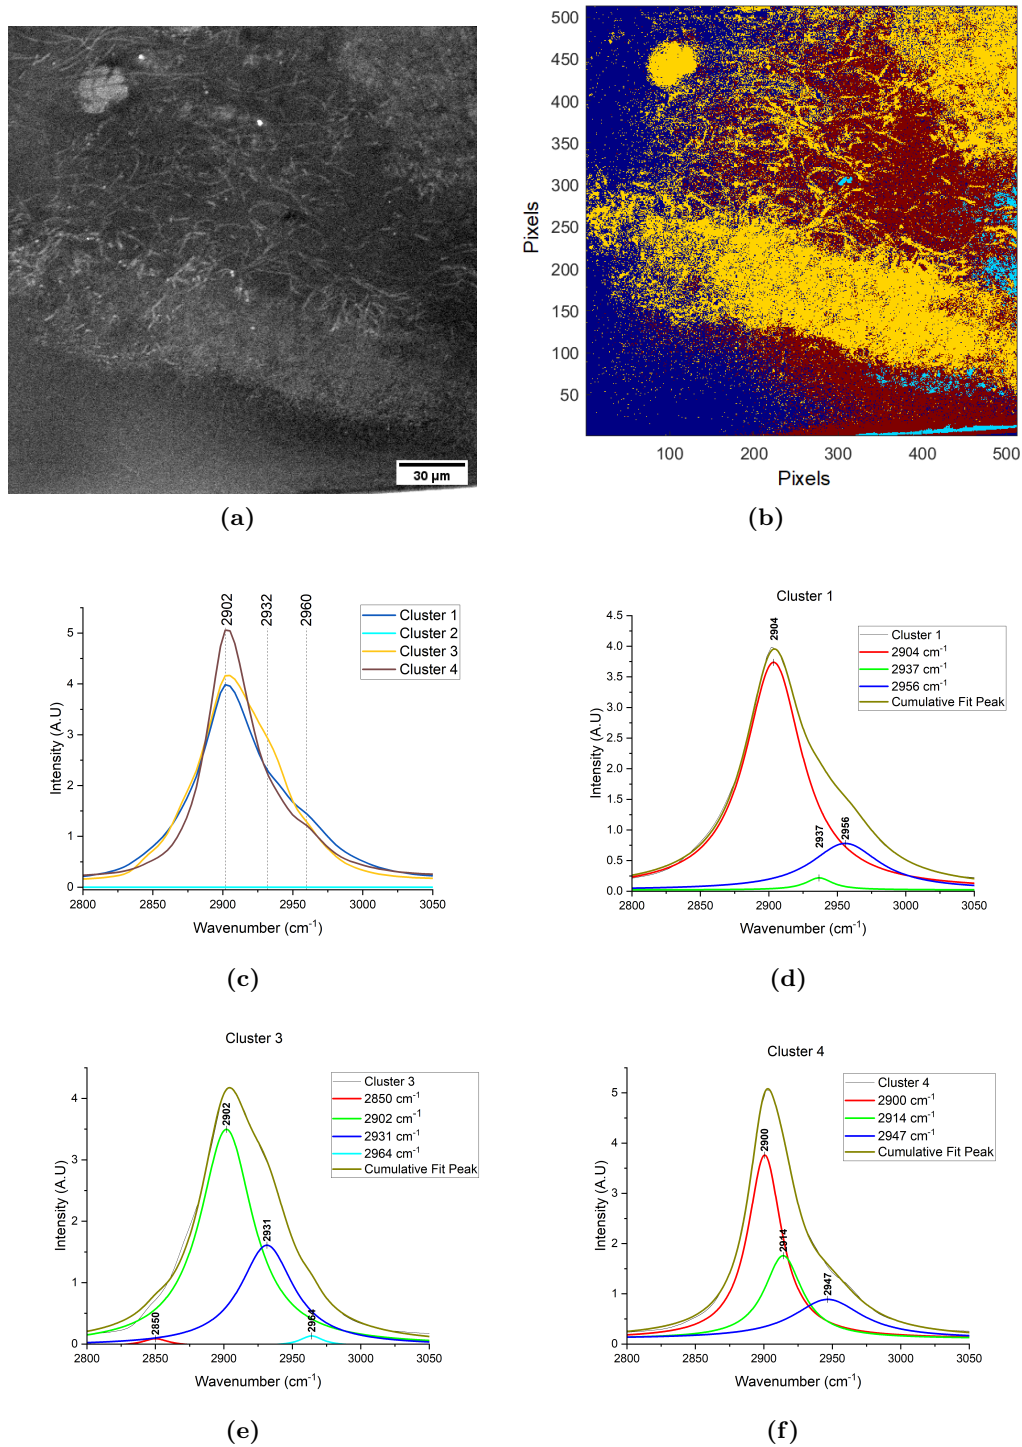 30 µm
(a)
500
450
400
350
300
250
200
150
100
50
Pixels
100
200
300
400
500
Pixels
(b)
2902
2932
2960
Cluster 1
Cluster 2
Cluster 3
Cluster 4
5
4
3
2
1
0
Intensity (A.U)
2800
2850
2900
2950
3000
3050
Wavenumber (cm⁻¹)
(c)
Cluster 1
4.5
4.0
3.5
3.0
2.5
2.0
1.5
1.0
0.5
0.0
Intensity (A.U)
2904
2937
2956
Cluster 1
2904 cm⁻¹
2937 cm⁻¹
2956 cm⁻¹
Cumulative Fit Peak
2800
2850
2900
2950
3000
3050
Wavenumber (cm⁻¹)
(d)
Cluster 3
4
3
2
1
0
Intensity (A.U)
2850
2902
2931
2964
Cluster 3
2850 cm⁻¹
2902 cm⁻¹
2931 cm⁻¹
2964 cm⁻¹
Cumulative Fit Peak
2800
2850
2900
2950
3000
3050
Wavenumber (cm⁻¹)
(e)
Cluster 4
5
4
3
2
1
0
Intensity (A.U)
2900
2914
2947
Cluster 4
2900 cm⁻¹
2914 cm⁻¹
2947 cm⁻¹
Cumulative Fit Peak
2800
2850
2900
2950
3000
3050
Wavenumber (cm⁻¹)
(f)